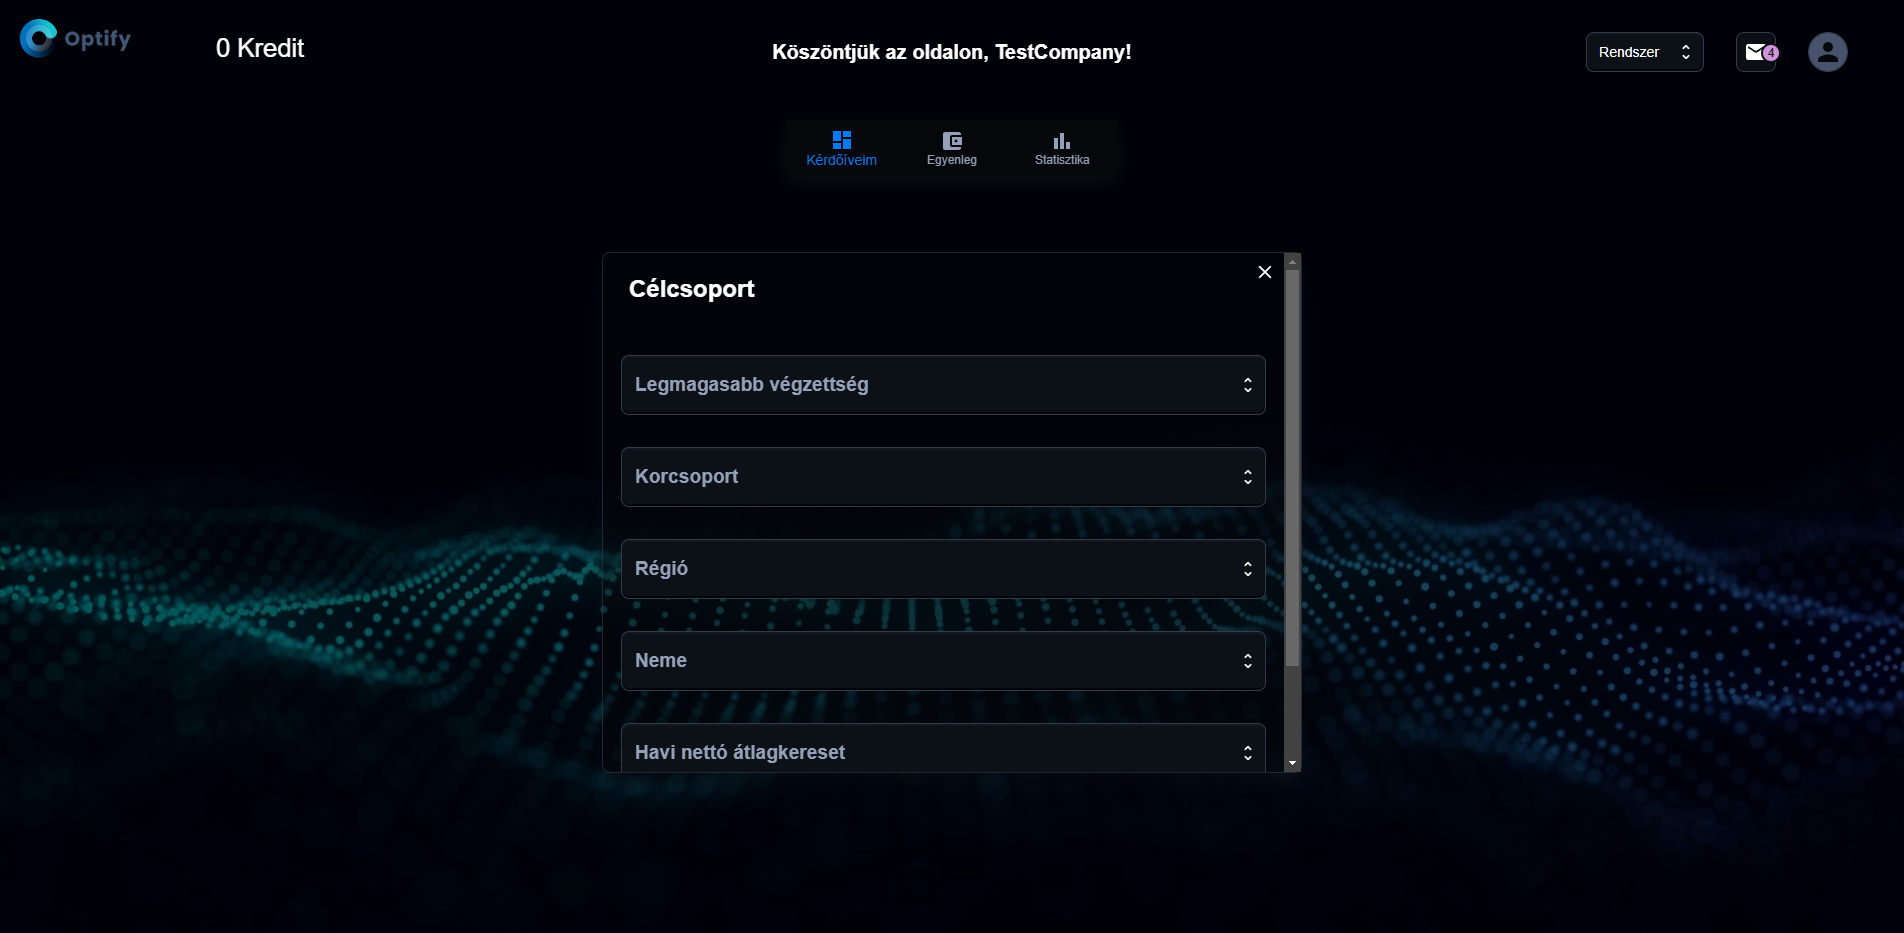 Optify
0 Kredit
Köszöntjük az oldalon, TestCompany!
Rendszer
4
Kérdőíveim
Egyenleg
Statisztika
Célcsoport
Legmagasabb végzettség
Korcsoport
Régió
Neme
Havi nettó átlagkereset